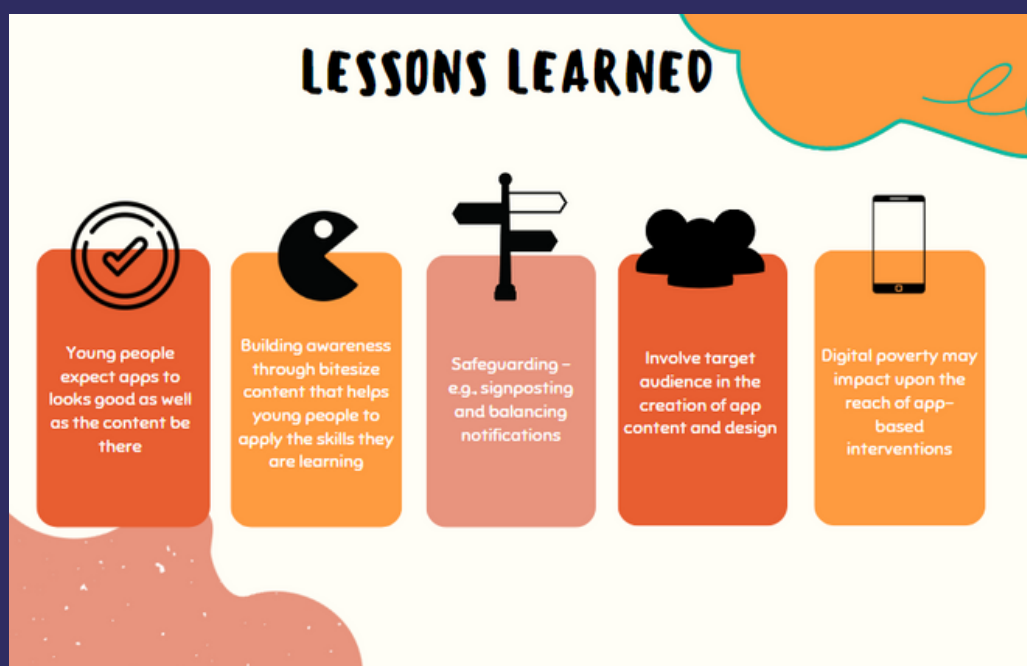 LESSONS LEARNED
Young people
expect apps to
looks good as well
as the content be
there
Building awareness
through bitesize
content that helps
young people to
apply the skills they
are learning
Safeguarding –
e.g., signposting
and balancing
notifications
Involve target
audience in the
creation of app
content and design
Digital poverty may
impact upon the
reach of app-
based
interventions